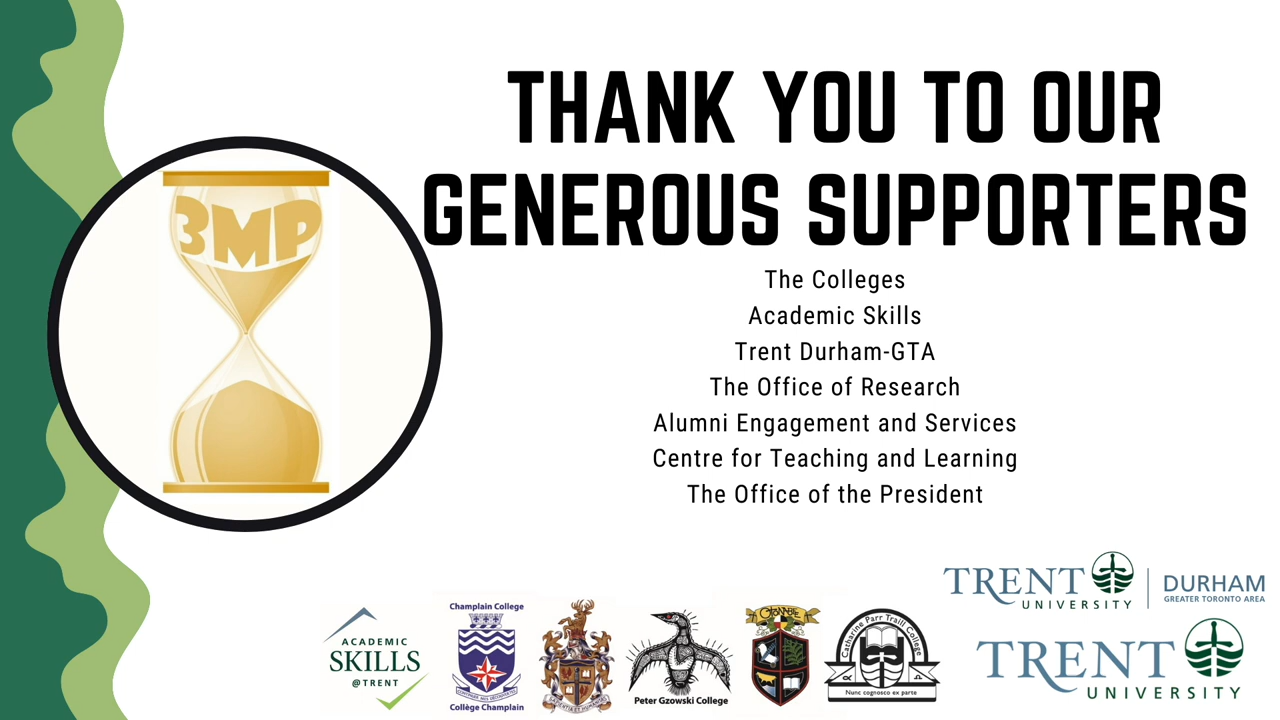 THANK YOU TO OUR
GENEROUS SUPPORTERS
3MP
The Colleges
Academic Skills
Trent Durham-GTA
The Office of Research
Alumni Engagement and Services
Centre for Teaching and Learning
The Office of the President
TRENT
UNIVERSITY
DURHAM
GREATER TORONTO AREA
ACADEMIC
SKILLS
@TRENT
Champlain College
Collège Champlain
Peter Gzowski College
Catharine Parr Traill College
Nunc cognosco ex parte
TRENT
UNIVERSITY